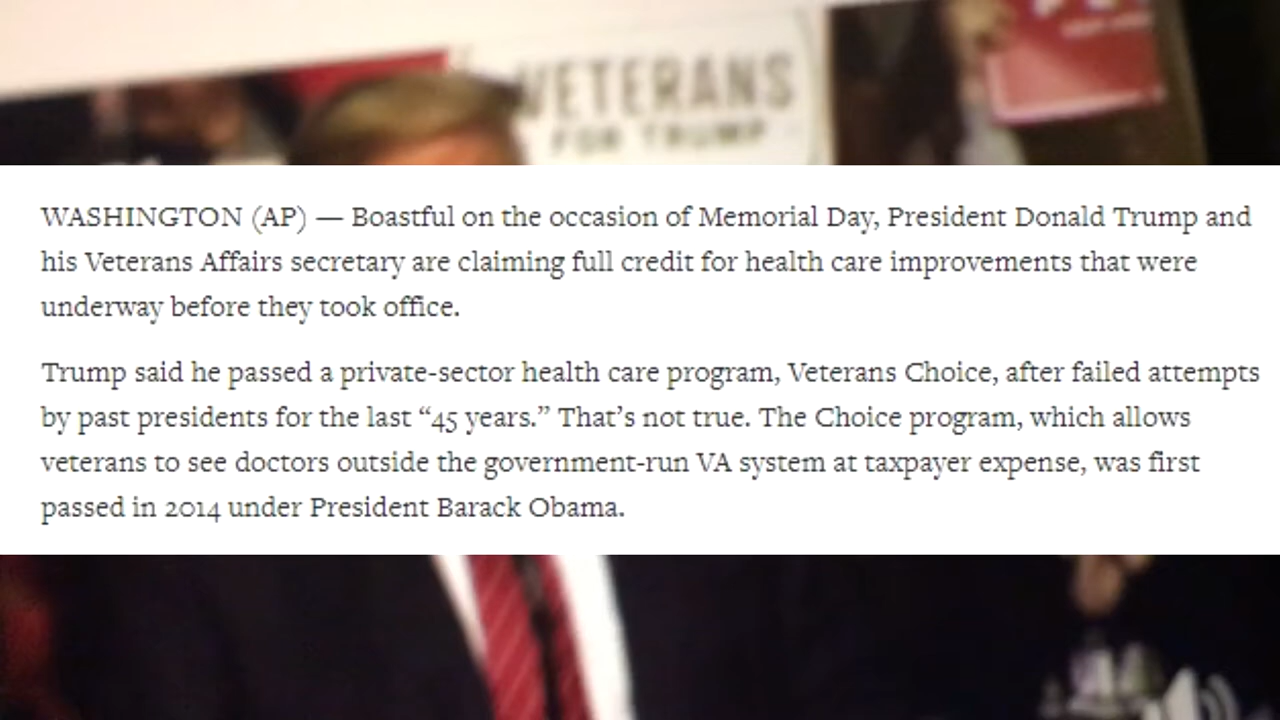 VETERANS
FOR TRUMP
WASHINGTON (AP) — Boastful on the occasion of Memorial Day, President Donald Trump and
his Veterans Affairs secretary are claiming full credit for health care improvements that were
underway before they took office.
Trump said he passed a private-sector health care program, Veterans Choice, after failed attempts
by past presidents for the last “45 years.” That’s not true. The Choice program, which allows
veterans to see doctors outside the government-run VA system at taxpayer expense, was first
passed in 2014 under President Barack Obama.